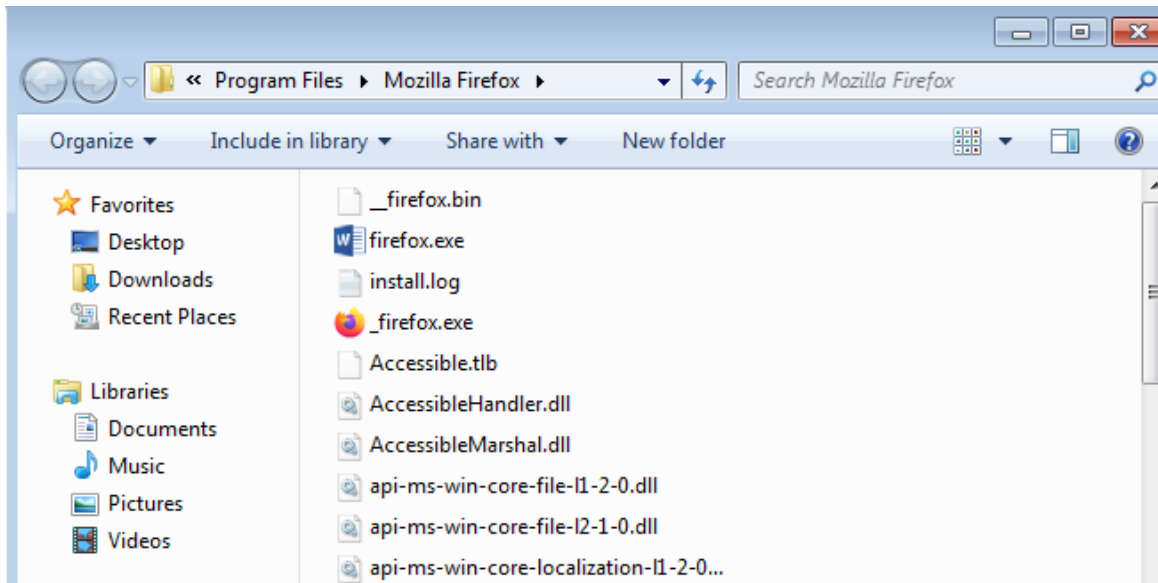 « Program Files ▸ Mozilla Firefox ▸ Search Mozilla Firefox
Organize Include in library Share with New folder
Favorites
Desktop
Downloads
Recent Places
Libraries
Documents
Music
Pictures
Videos
__firefox.bin
firefox.exe
install.log
_firefox.exe
Accessible.tlb
AccessibleHandler.dll
AccessibleMarshal.dll
api-ms-win-core-file-l1-2-0.dll
api-ms-win-core-file-l2-1-0.dll
api-ms-win-core-localization-l1-2-0...